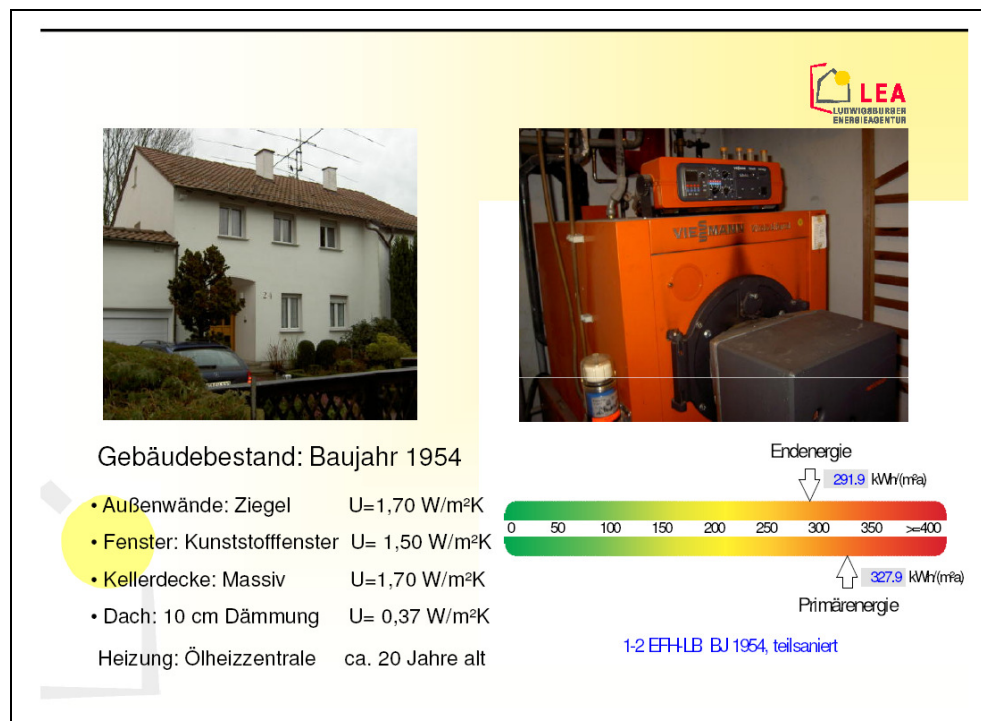 LEA
LUDWIGSBURGER
ENERGIEAGENTUR
24
VIESSMANN
Gebäudebestand: Baujahr 1954
• Außenwände: Ziegel U=1,70 W/m²K
• Fenster: Kunststofffenster U= 1,50 W/m²K
• Kellerdecke: Massiv U=1,70 W/m²K
• Dach: 10 cm Dämmung U= 0,37 W/m²K
Heizung: Ölheizzentrale ca. 20 Jahre alt
Endenergie
291.9 kWh/(m²a)
0 50 100 150 200 250 300 350 >=400
327.9 kWh/(m²a)
Primärenergie
1-2 EFH-LB BJ 1954, teilsaniert